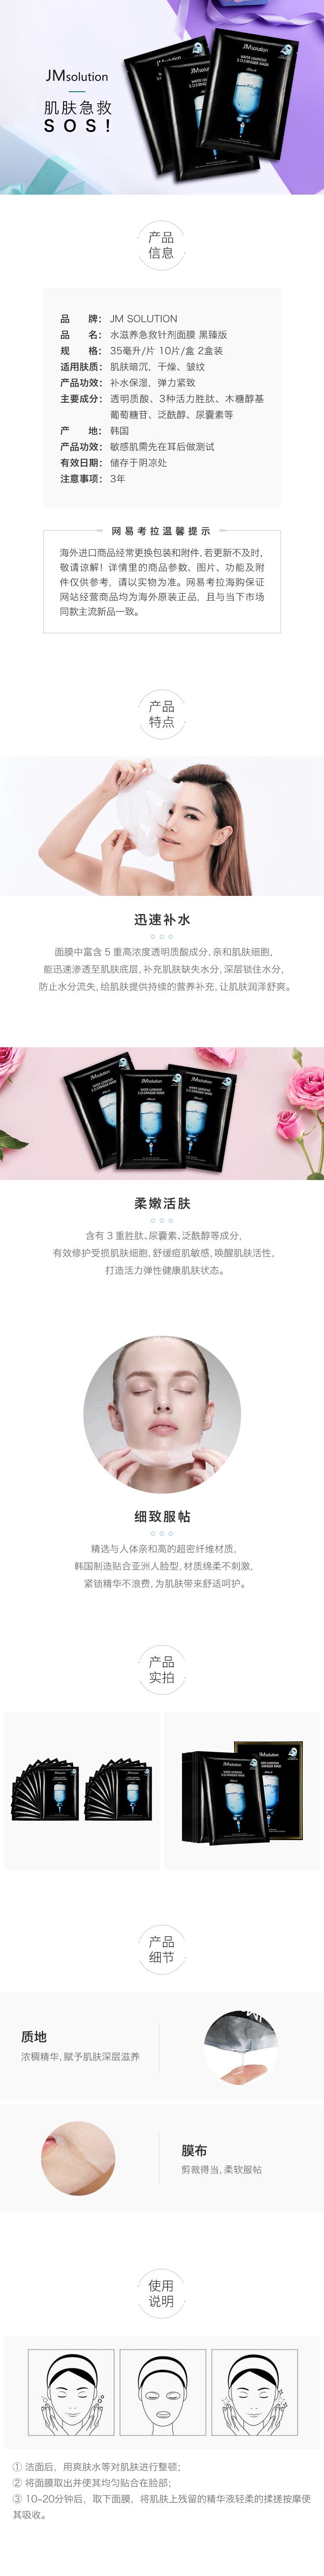 JMsolution
肌肤急救
SOS!
JMsolution
WATER LUMINOUS
S.O.S RINGER MASK
Black
产品
信息
品 牌: JM SOLUTION
品 名: 水滋养急救针剂面膜 黑臻版
规 格: 35毫升/片 10片/盒 2盒装
适用肤质: 肌肤暗沉,干燥、皱纹
产品功效: 补水保湿,弹力紧致
主要成分: 透明质酸、3种活力胜肽、木糖醇基
葡萄糖苷、泛酰醇、尿囊素等
产 地: 韩国
产品功效: 敏感肌需先在耳后做测试
有效日期: 储存于阴凉处
注意事项: 3年
网易考拉温馨提示
海外进口商品经常更换包装和附件,若更新不及时,
敬请谅解!详情里的商品参数、图片、功能及附
件仅供参考,请以实物为准。网易考拉海购保证
网站经营商品均为海外原装正品,且与当下市场
同款主流新品一致。
产品
特点
迅速补水
面膜中富含 5 重高浓度透明质酸成分,亲和肌肤细胞,
能迅速渗透至肌肤底层,补充肌肤缺失水分,深层锁住水分,
防止水分流失,给肌肤提供持续的营养补充,让肌肤润泽舒爽。
JMsolution
WATER LUMINOUS
S.O.S RINGER MASK
Black
柔嫩活肤
含有 3 重胜肽、尿囊素、泛酰醇等成分,
有效修护受损肌肤细胞,舒缓痘肌敏感,唤醒肌肤活性,
打造活力弹性健康肌肤状态。
细致服帖
精选与人体亲和高的超密纤维材质,
韩国制造贴合亚洲人脸型,材质绵柔不刺激,
紧锁精华不浪费,为肌肤带来舒适呵护。
产品
实拍
JMsolution
产品
细节
质地
浓稠精华,赋予肌肤深层滋养
膜布
剪裁得当,柔软服帖
使用
说明
① 洁面后,用爽肤水等对肌肤进行整顿;
② 将面膜取出并使其均匀贴合在脸部;
③ 10~20分钟后,取下面膜,将肌肤上残留的精华液轻柔的揉搓按摩使
其吸收。